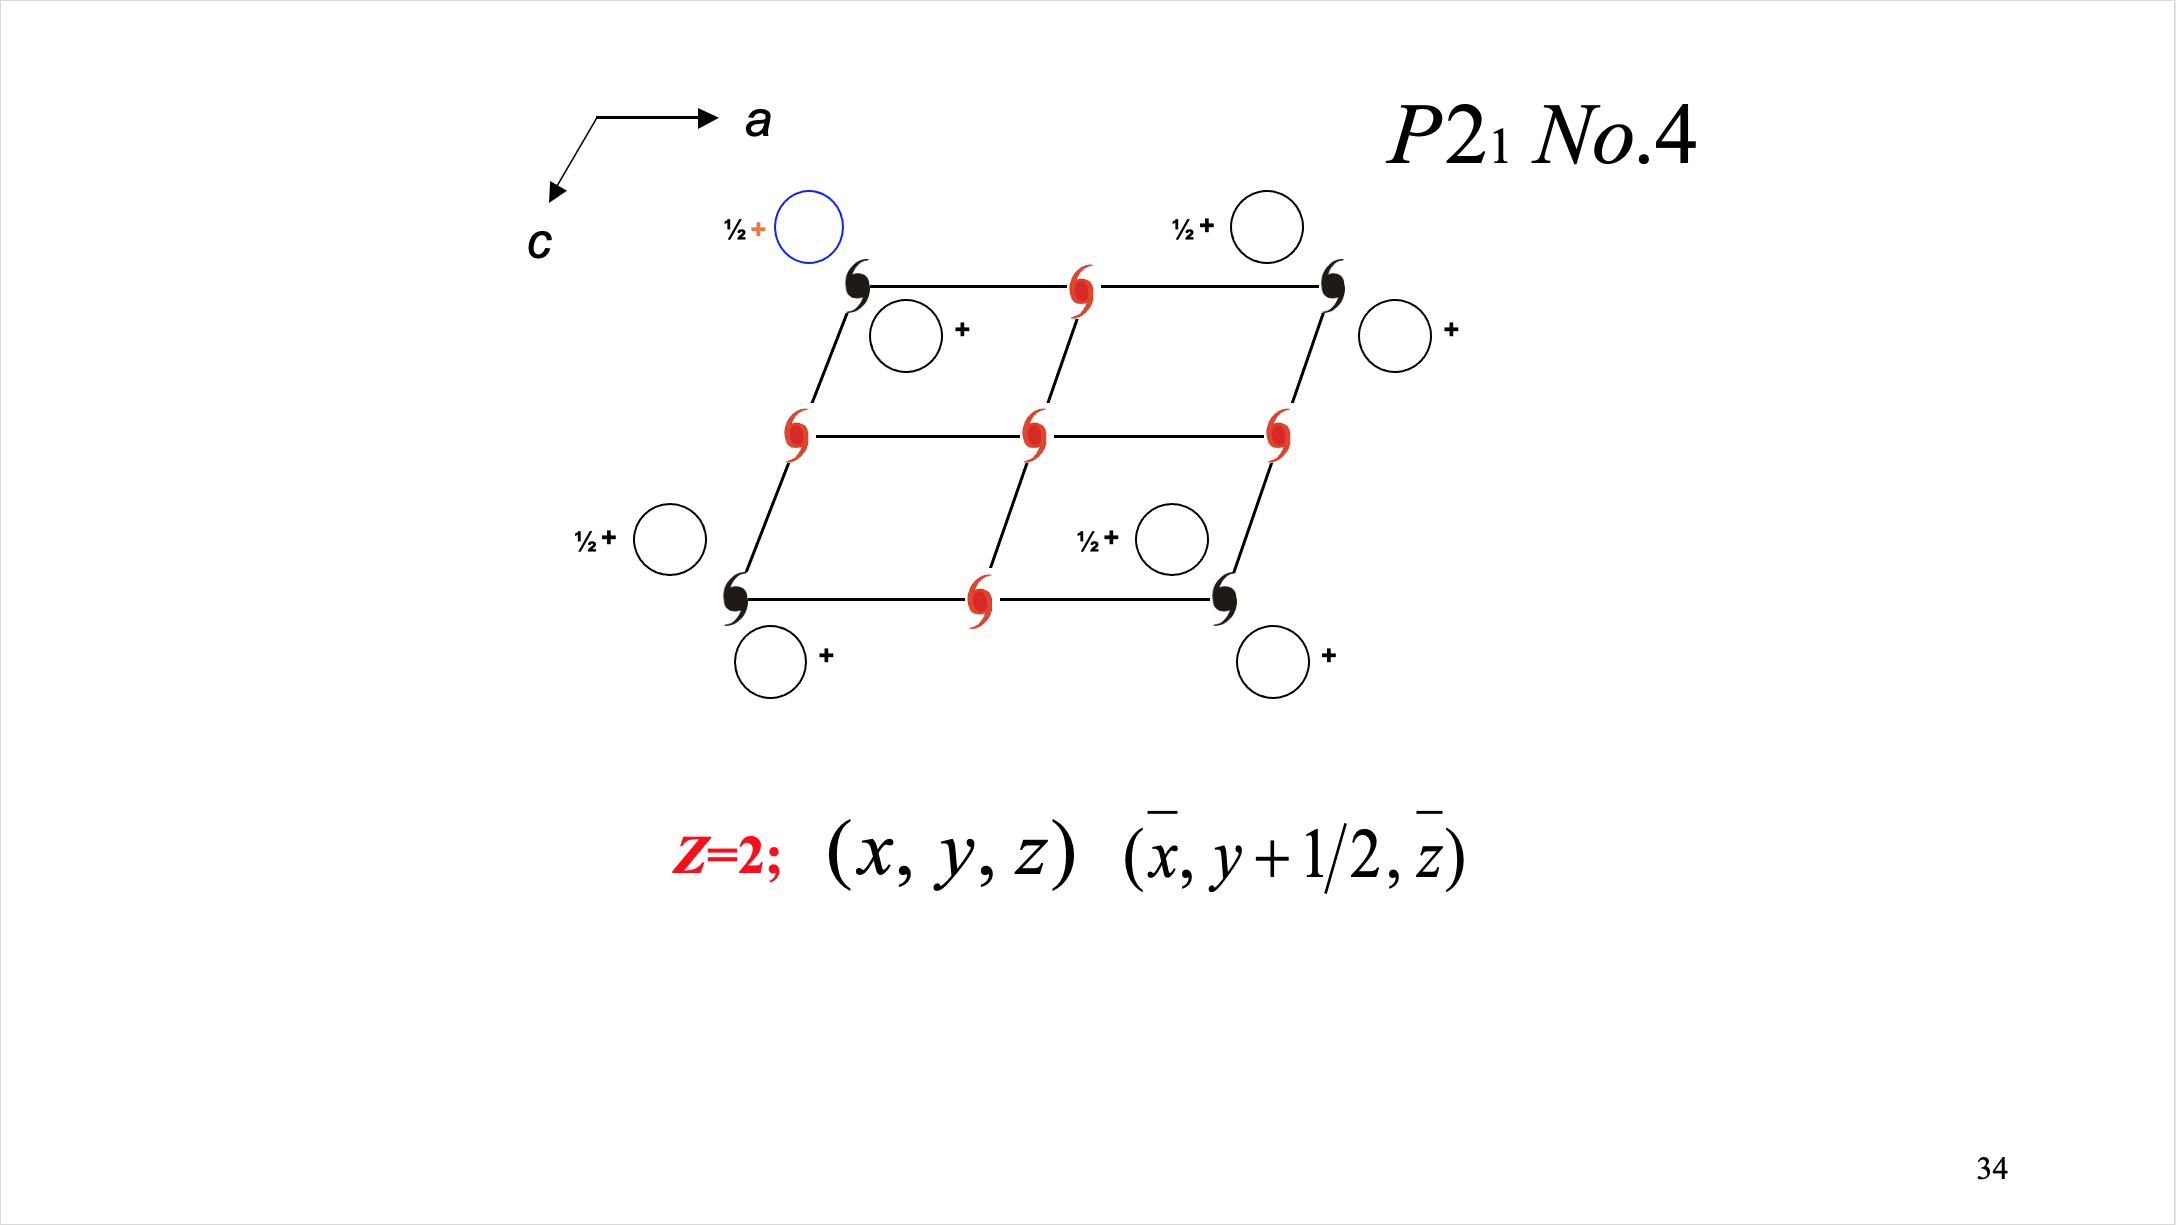 a
P2₁ No.4
c
½ +
½ +
+
+
½ +
½ +
+
+
Z=2; (x, y, z) (x̅, y + 1/2, z̅)
34